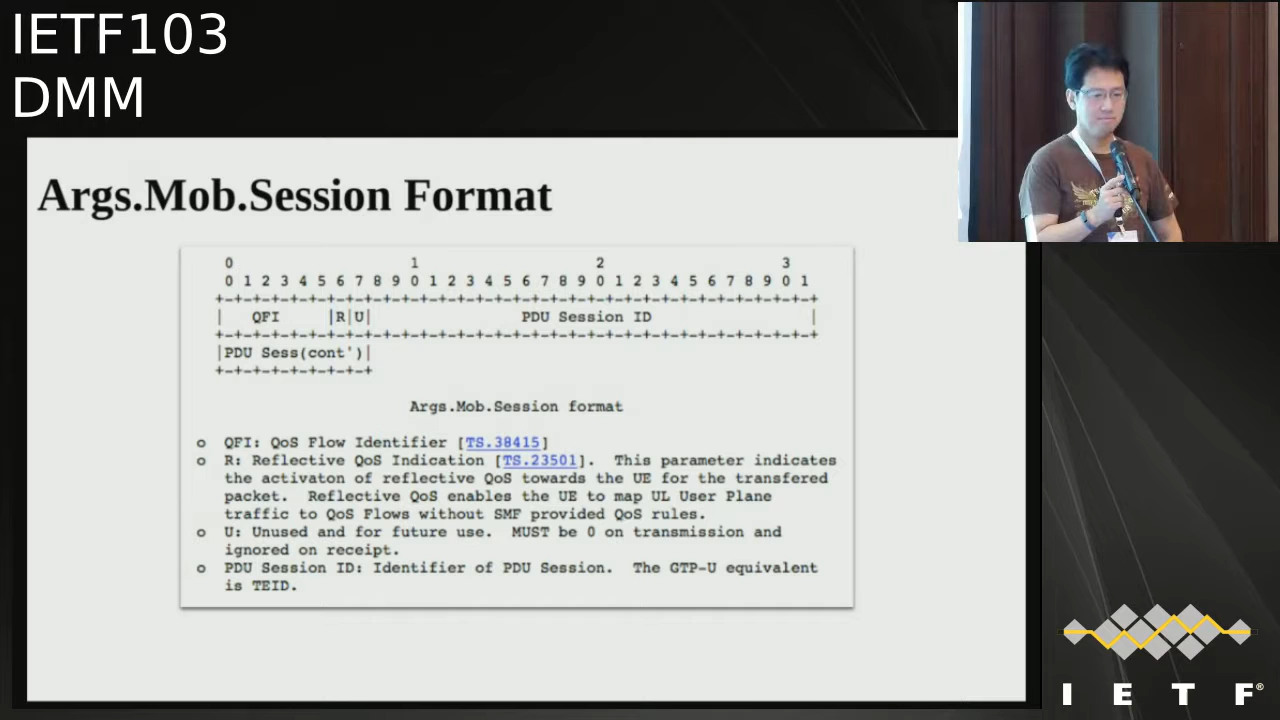 IETF103
DMM
Args.Mob.Session Format
0                   1                   2                   3
0 1 2 3 4 5 6 7 8 9 0 1 2 3 4 5 6 7 8 9 0 1 2 3 4 5 6 7 8 9 0 1
+-+-+-+-+-+-+-+-+-+-+-+-+-+-+-+-+-+-+-+-+-+-+-+-+-+-+-+-+-+-+-+-+
|   QFI     |R|U|                PDU Session ID                 |
+-+-+-+-+-+-+-+-+-+-+-+-+-+-+-+-+-+-+-+-+-+-+-+-+-+-+-+-+-+-+-+-+
|PDU Sess(cont')|
+-+-+-+-+-+-+-+-+
Args.Mob.Session format
o QFI: QoS Flow Identifier [TS.38415]
o R: Reflective QoS Indication [TS.23501]. This parameter indicates
the activaton of reflective QoS towards the UE for the transfered
packet. Reflective QoS enables the UE to map UL User Plane
traffic to QoS Flows without SMF provided QoS rules.
o U: Unused and for future use. MUST be 0 on transmission and
ignored on receipt.
o PDU Session ID: Identifier of PDU Session. The GTP-U equivalent
is TEID.
I E T F®